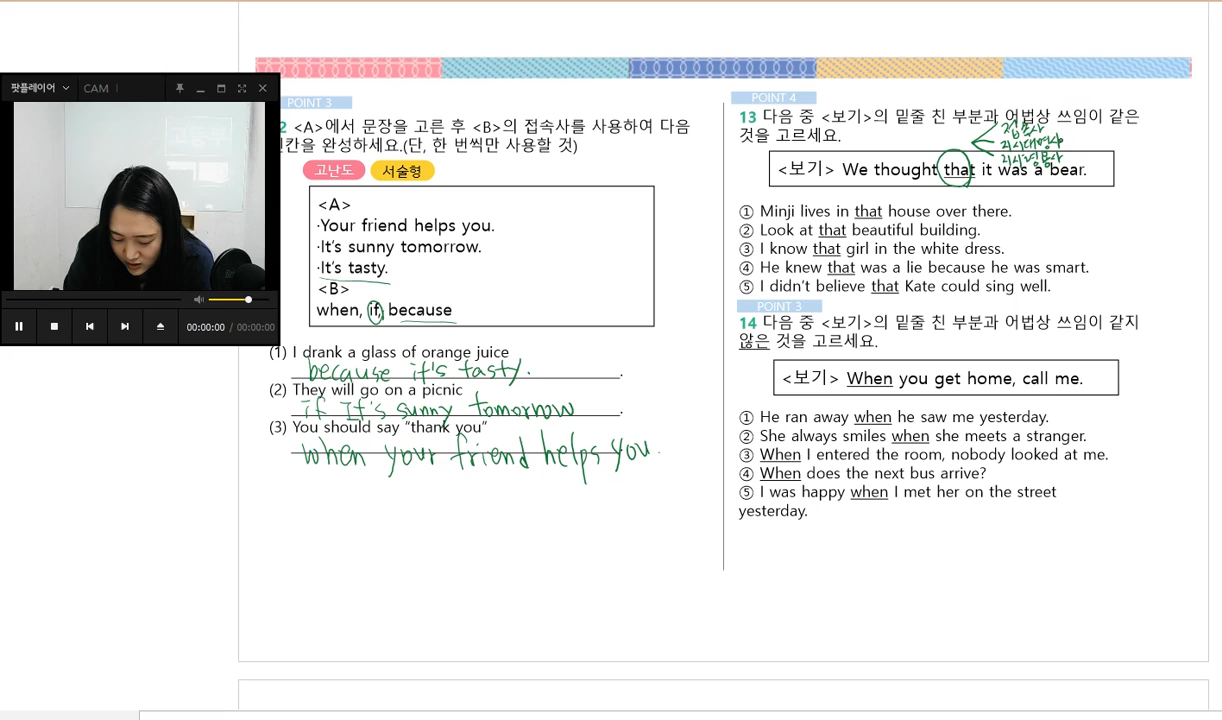 팟플레이어
CAM
00:00:00 / 00:00:00
POINT 3
2 <A>에서 문장을 고른 후 <B>의 접속사를 사용하여 다음
빈칸을 완성하세요.(단, 한 번씩만 사용할 것)
고난도 서술형
<A>
·Your friend helps you.
·It's sunny tomorrow.
·It's tasty.
<B>
when, if, because
(1) I drank a glass of orange juice
because it's tasty.
(2) They will go on a picnic
if It's sunny tomorrow
(3) You should say “thank you”
when your friend helps you.
POINT 4
13 다음 중 <보기>의 밑줄 친 부분과 어법상 쓰임이 같은
것을 고르세요.
접속사
지시대명사
지시형용사
<보기> We thought that it was a bear.
① Minji lives in that house over there.
② Look at that beautiful building.
③ I know that girl in the white dress.
④ He knew that was a lie because he was smart.
⑤ I didn't believe that Kate could sing well.
POINT 3
14 다음 중 <보기>의 밑줄 친 부분과 어법상 쓰임이 같지
않은 것을 고르세요.
<보기> When you get home, call me.
① He ran away when he saw me yesterday.
② She always smiles when she meets a stranger.
③ When I entered the room, nobody looked at me.
④ When does the next bus arrive?
⑤ I was happy when I met her on the street
yesterday.